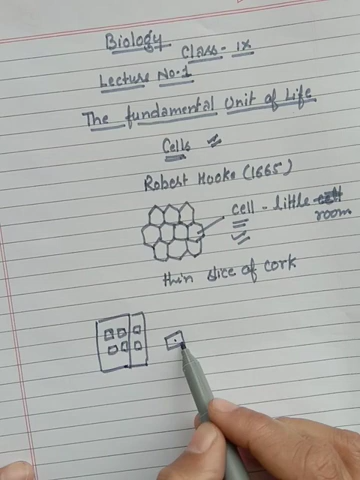 Biology
Class - IX
Lecture No.1
The fundamental Unit of Life
Cells
Robert Hooke (1665)
cell - little
room
thin slice of cork